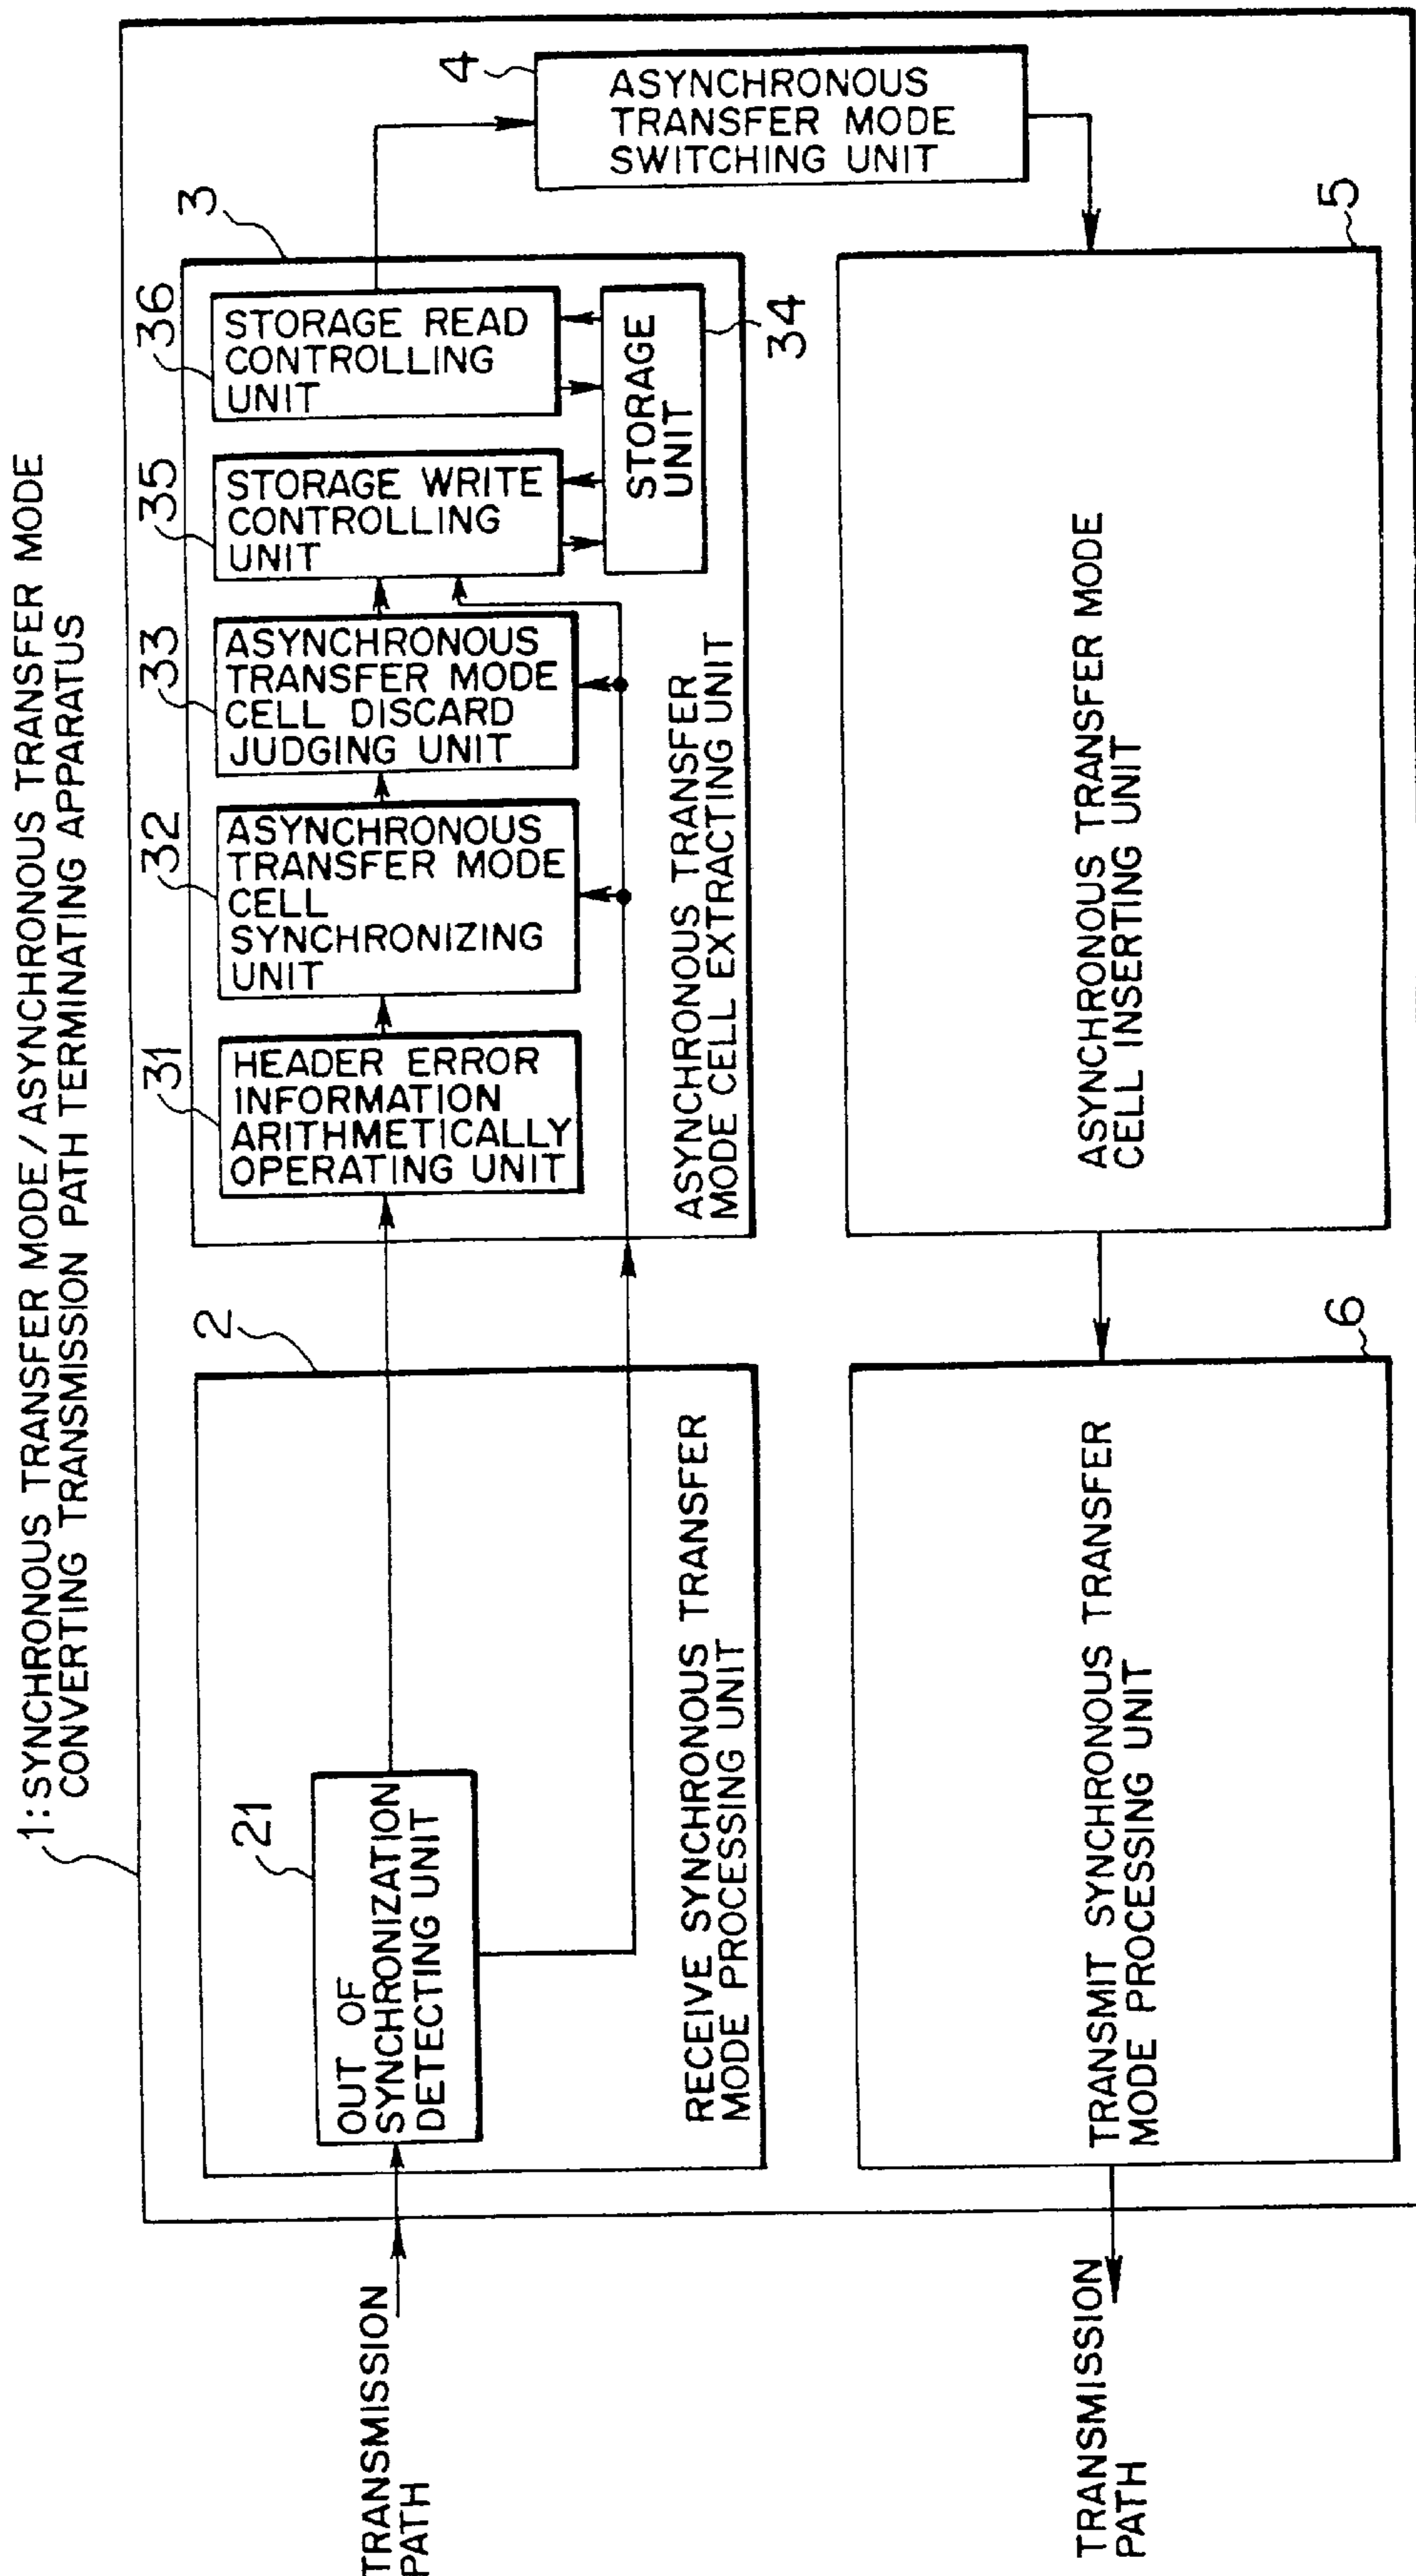 1: SYNCHRONOUS TRANSFER MODE / ASYNCHRONOUS TRANSFER MODE
CONVERTING TRANSMISSION PATH TERMINATING APPARATUS
TRANSMISSION
PATH
2
21
OUT OF
SYNCHRONIZATION
DETECTING UNIT
RECEIVE SYNCHRONOUS TRANSFER
MODE PROCESSING UNIT
3
31
HEADER ERROR
INFORMATION
ARITHMETICALLY
OPERATING UNIT
32
ASYNCHRONOUS
TRANSFER MODE
CELL
SYNCHRONIZING
UNIT
33
ASYNCHRONOUS
TRANSFER MODE
CELL DISCARD
JUDGING UNIT
35
STORAGE WRITE
CONTROLLING
UNIT
36
STORAGE READ
CONTROLLING
UNIT
STORAGE
UNIT
34
ASYNCHRONOUS TRANSFER
MODE CELL EXTRACTING UNIT
4
ASYNCHRONOUS
TRANSFER MODE
SWITCHING UNIT
5
ASYNCHRONOUS TRANSFER MODE
CELL INSERTING UNIT
6
TRANSMIT SYNCHRONOUS TRANSFER
MODE PROCESSING UNIT
TRANSMISSION
PATH